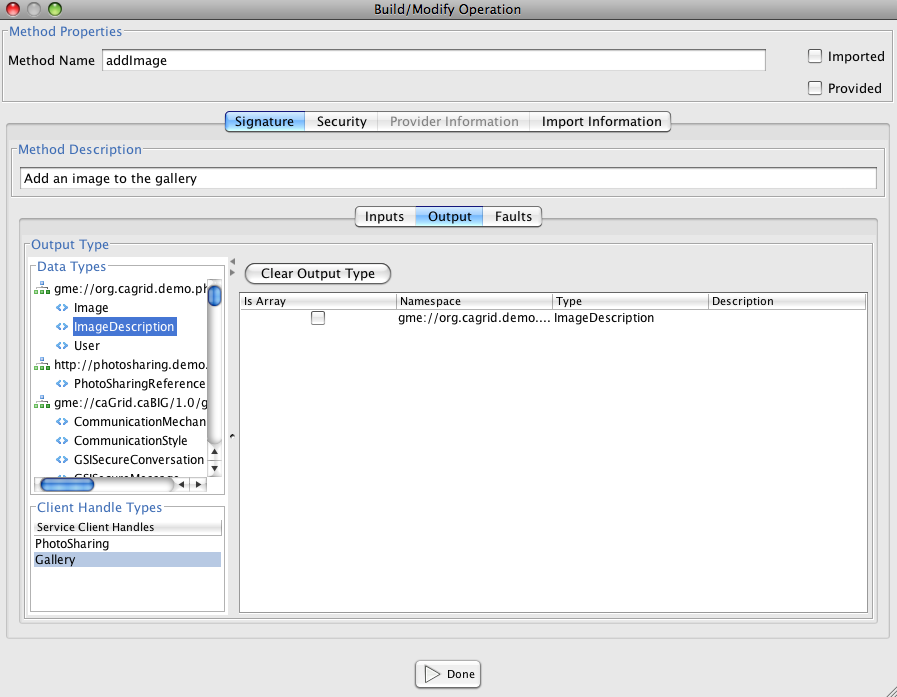 Build/Modify Operation
Method Properties
Method Name addImage
Imported
Provided
Signature Security Provider Information Import Information
Method Description
Add an image to the gallery
Inputs Output Faults
Output Type
Data Types
gme://org.cagrid.demo.ph
Image
ImageDescription
User
http://photosharing.demo.
PhotoSharingReference
gme://caGrid.caBIG/1.0/g
CommunicationMechan
CommunicationStyle
GSISecureConversation
GSISecureMessage
Client Handle Types
Service Client Handles
PhotoSharing
Gallery
Clear Output Type
Is Array Namespace Type Description
gme://org.cagrid.demo.... ImageDescription
Done